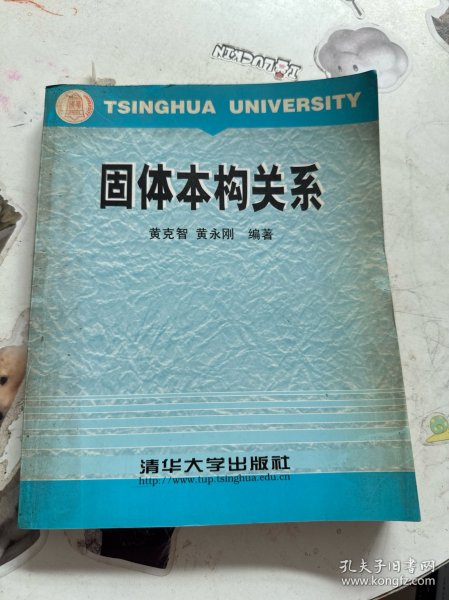 TSINGHUA UNIVERSITY
固体本构关系
黄克智 黄永刚 编著
清华大学出版社
http://www.tup.tsinghua.edu.cn
孔夫子旧书网
www.kongfz.com